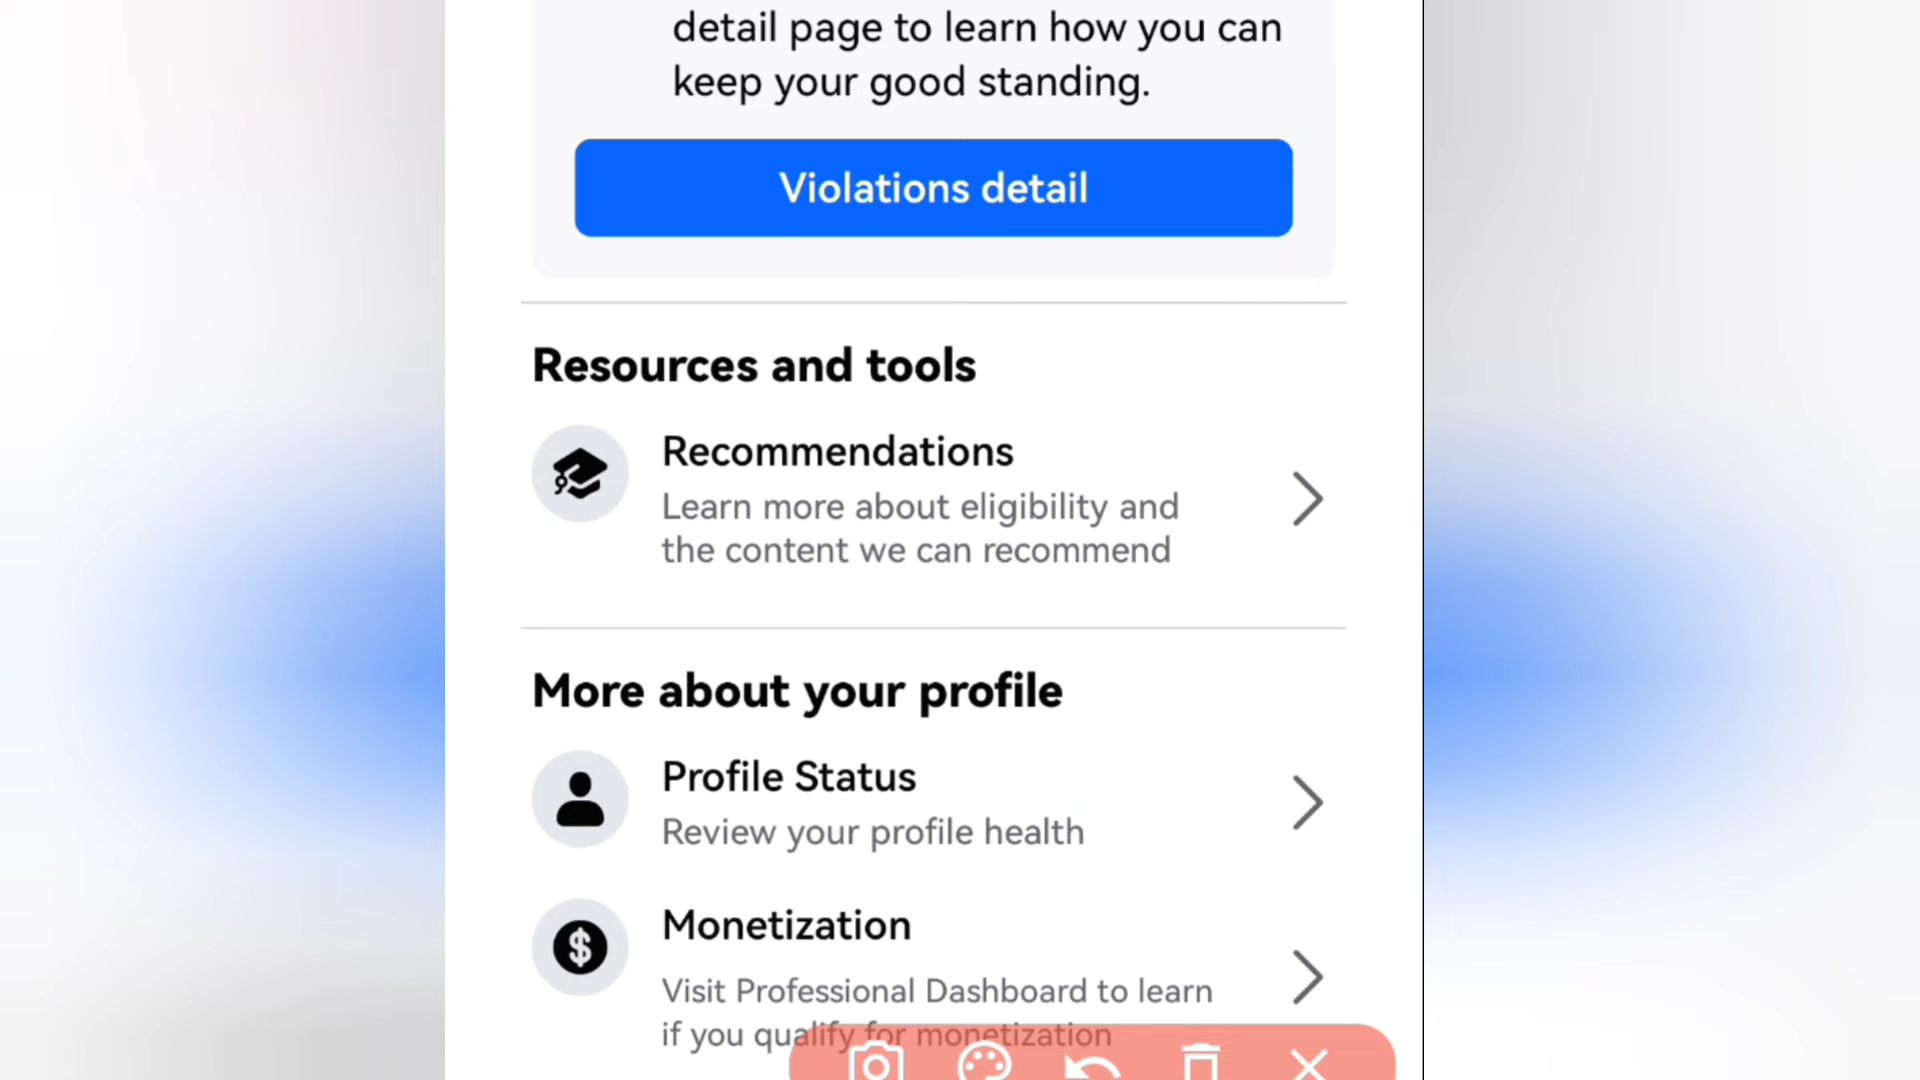 detail page to learn how you can
keep your good standing.
Violations detail
Resources and tools
Recommendations
Learn more about eligibility and
the content we can recommend
More about your profile
Profile Status
Review your profile health
Monetization
Visit Professional Dashboard to learn
if you qualify for monetization